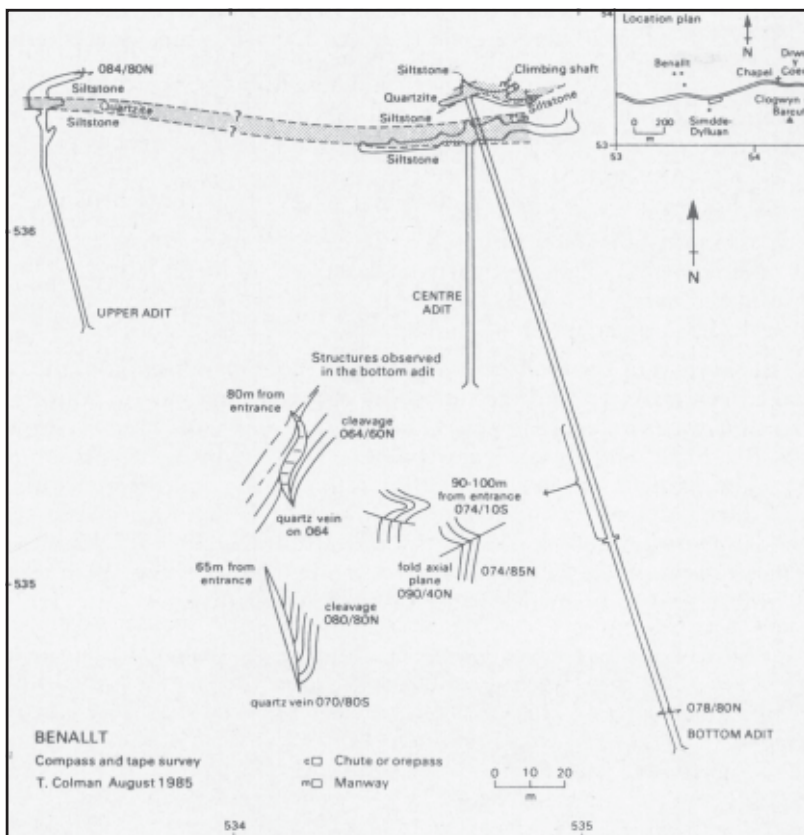 54
Location plan
N
Drws
y
Coed
Benallt
Chapel
Clogwyn
Barcut
Simdde-
Dylluan
0 200
m
53
53
54
084/80N
Siltstone
Quartzite
Siltstone
?
?
Siltstone
Climbing shaft
Quartzite
Siltstone
Siltstone
Siltstone
N
536
UPPER ADIT
CENTRE
ADIT
Structures observed
in the bottom adit
80m from
entrance
cleavage
064/60N
quartz vein
on 064
90-100m
from entrance
074/10S
fold axial
plane
090/40N
074/85N
535
65m from
entrance
cleavage
080/80N
quartz vein 070/80S
078/80N
BOTTOM ADIT
BENALLT
Compass and tape survey
T. Colman August 1985
c Chute or orepass
m Manway
0 10 20
m
534
535